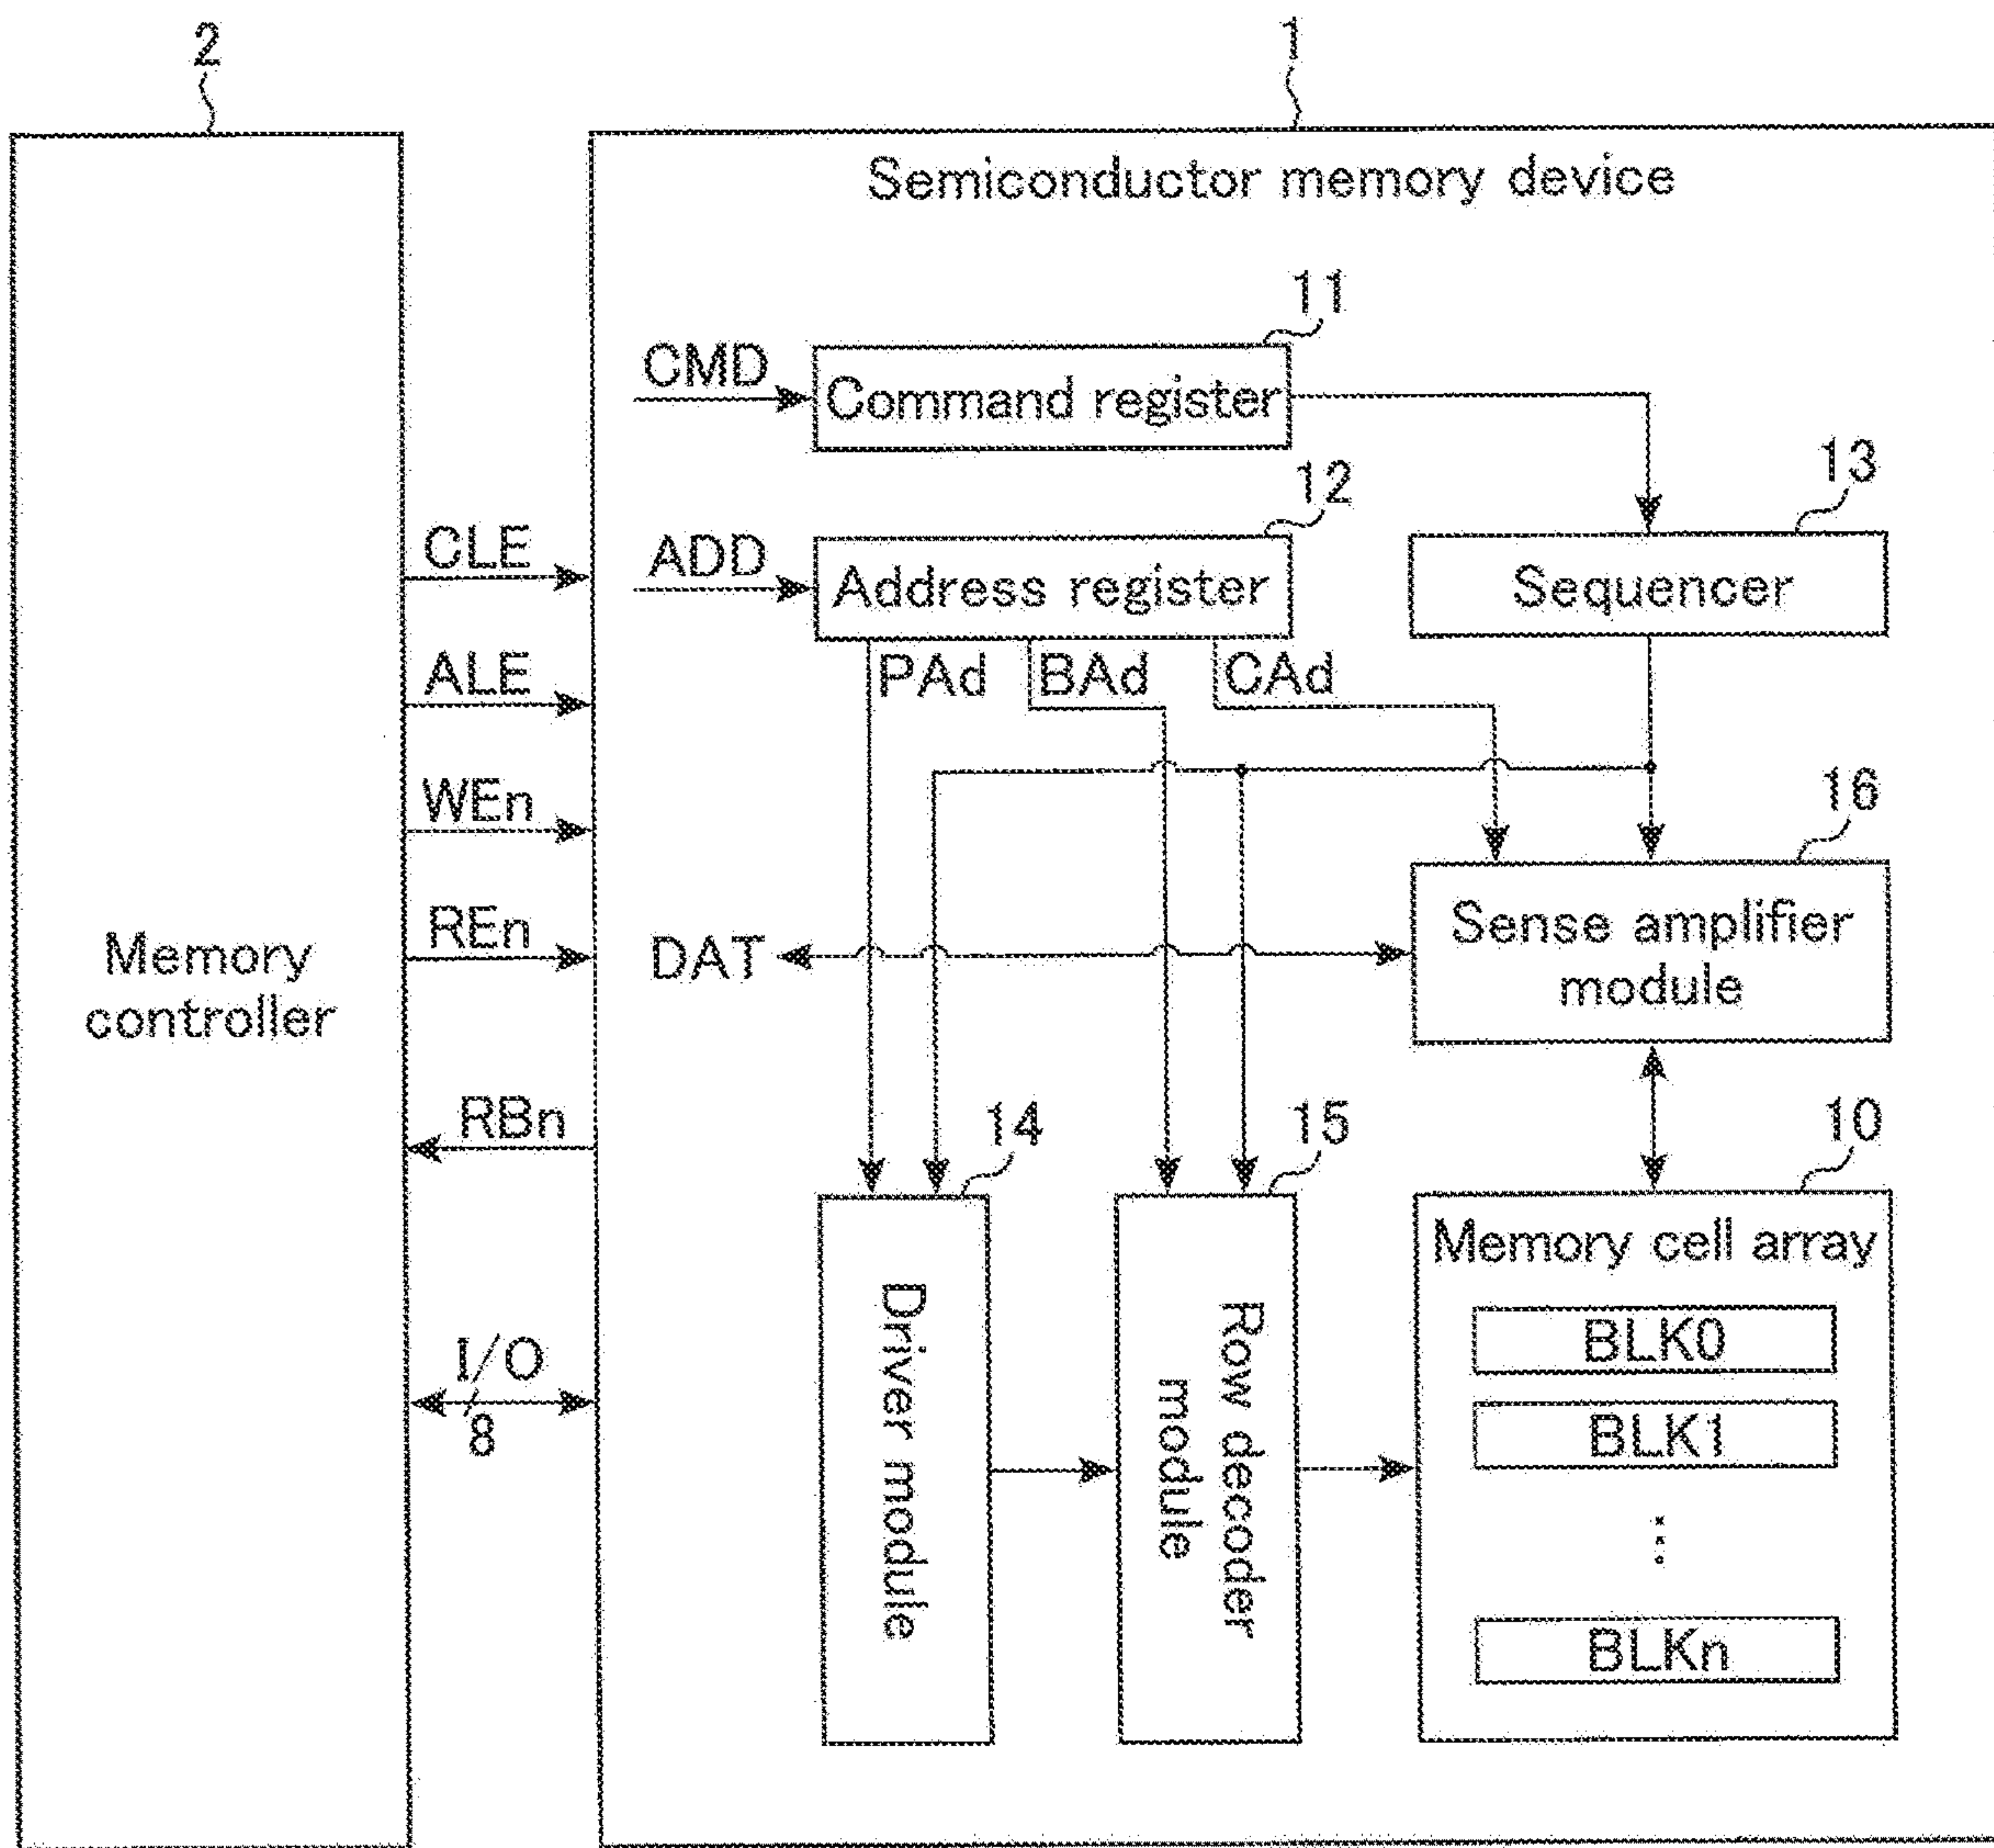 2
1
Semiconductor memory device
11
CMD
Command register
13
12
CLE
ADD
Address register
Sequencer
ALE
PAd
BAd
CAd
WEn
16
REn
DAT
Sense amplifier
module
Memory
controller
RBn
14
15
10
Driver module
Row decoder
module
Memory cell array
BLK0
I/O
8
BLK1
BLKn